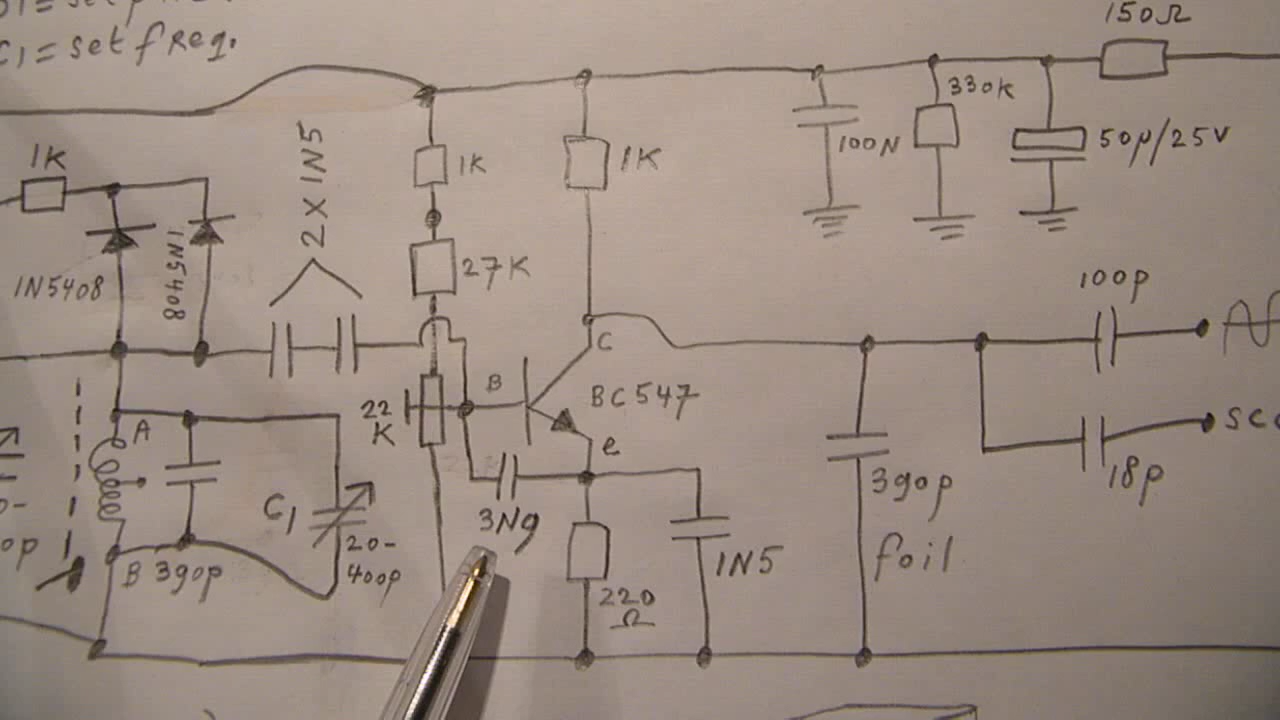 C1 = set freq.
150Ω
330K
100N
50µ/25V
1K
2 X 1N5
1K
1K
27K
1N5408
1N5408
100p
C
B
BC547
22
K
e
A
18p
390p
foil
C1
3N9
20-
400p
B 390p
1N5
220
Ω